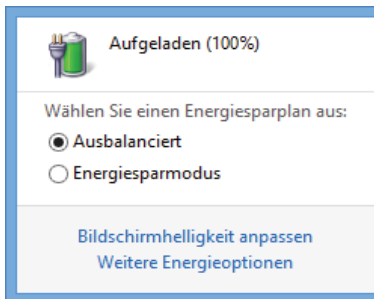 Aufgeladen (100%)
Wählen Sie einen Energiesparplan aus:
Ausbalanciert
Energiesparmodus
Bildschirmhelligkeit anpassen
Weitere Energieoptionen